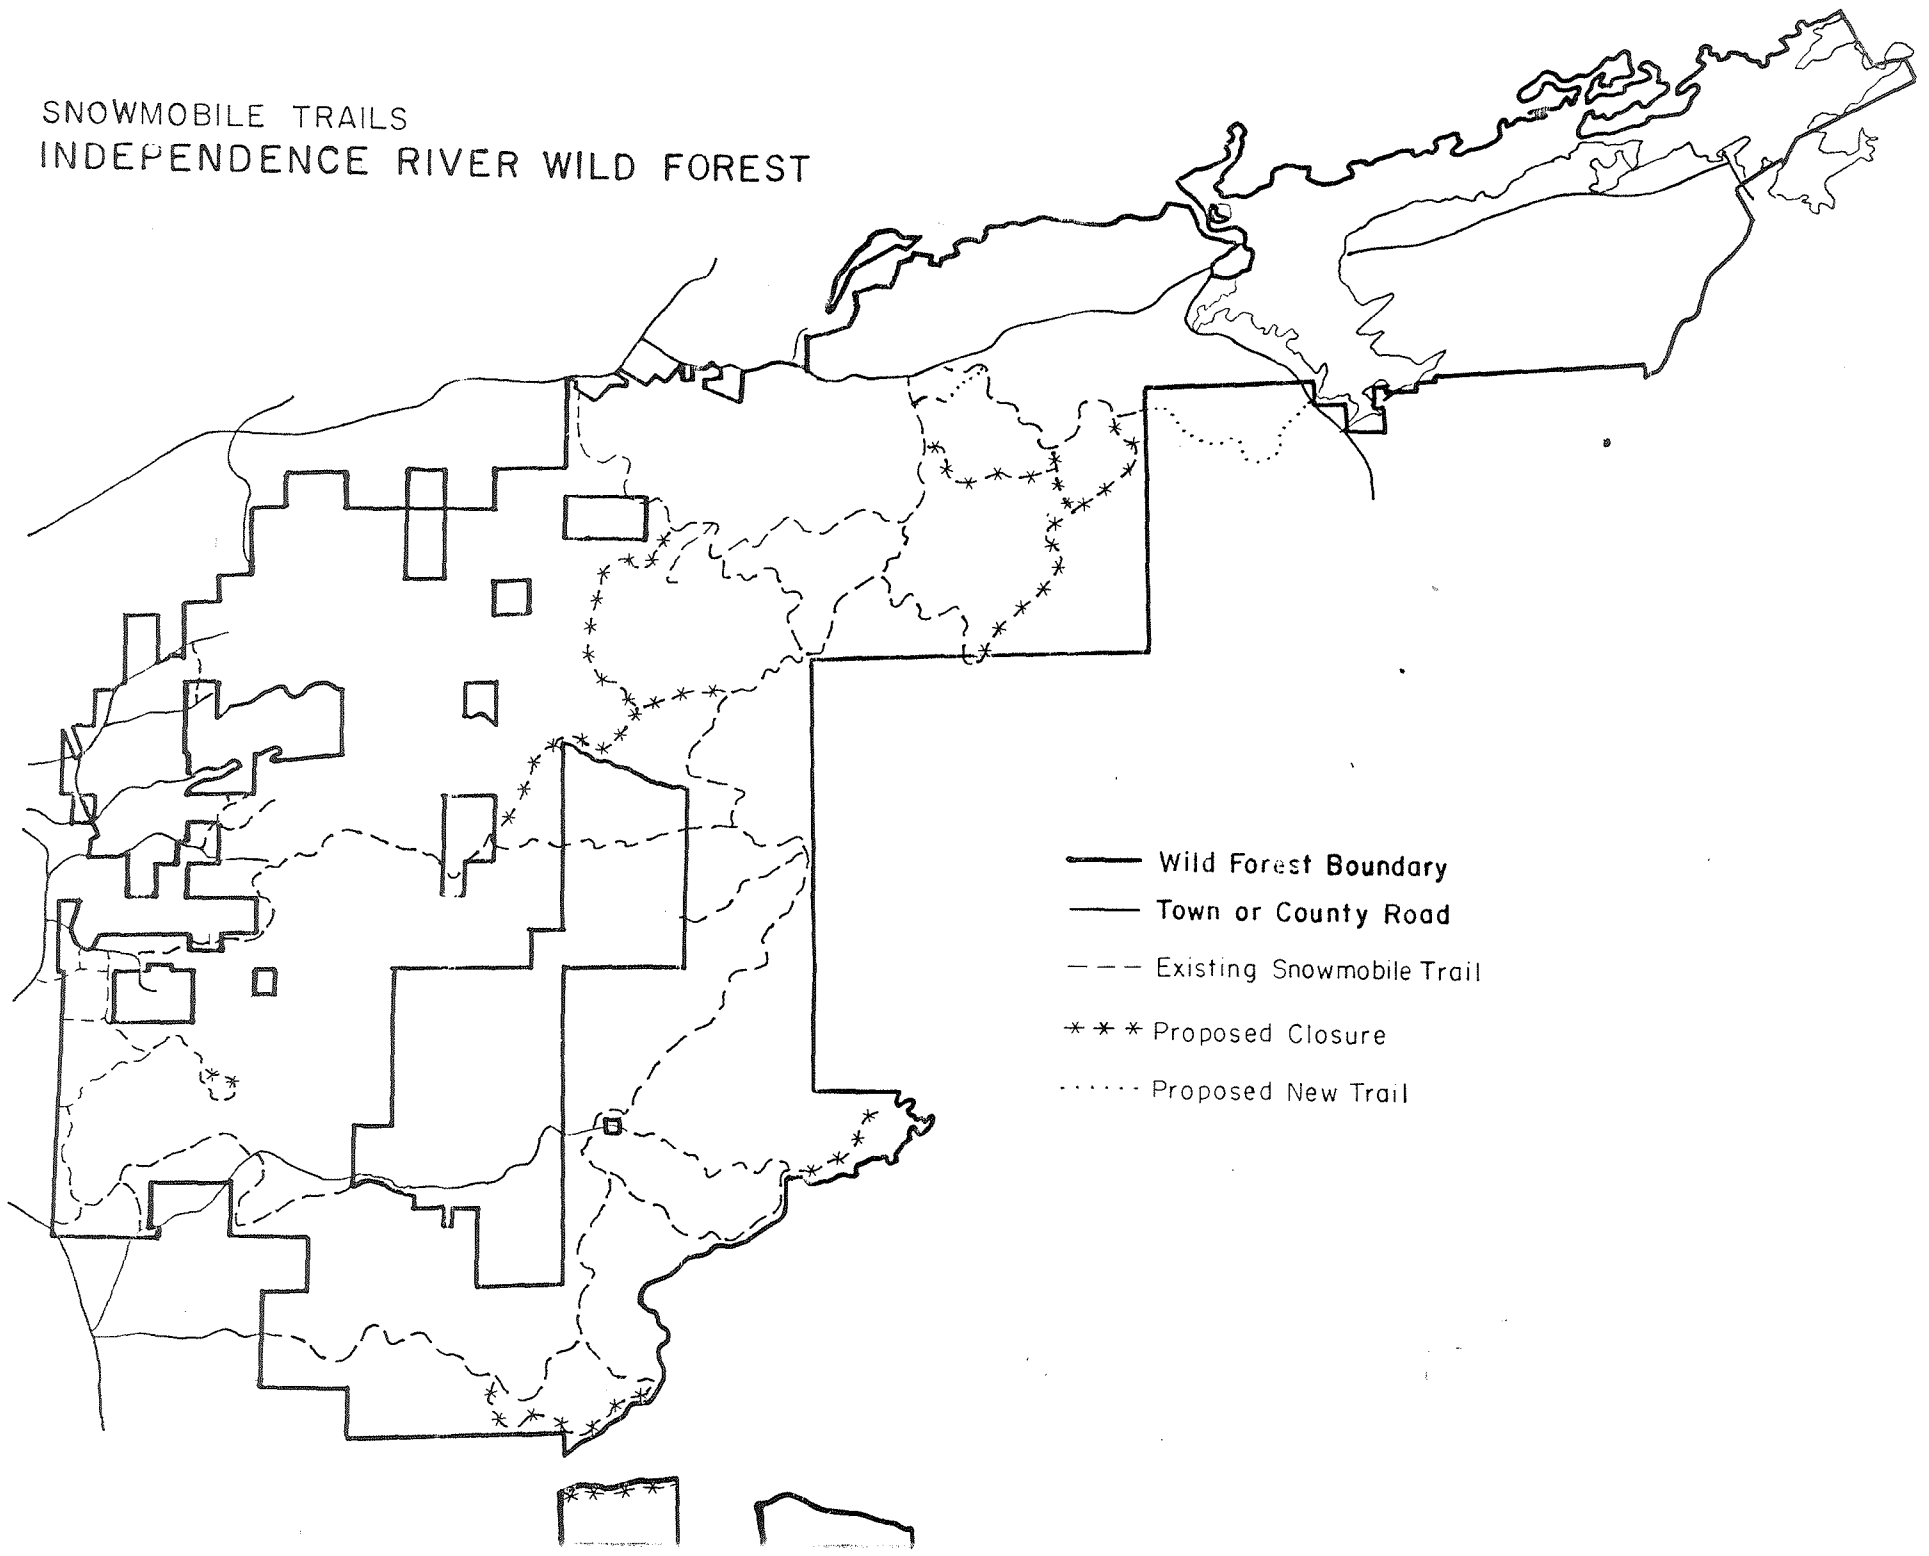 SNOWMOBILE TRAILS
INDEPENDENCE RIVER WILD FOREST
Wild Forest Boundary
Town or County Road
Existing Snowmobile Trail
Proposed Closure
Proposed New Trail